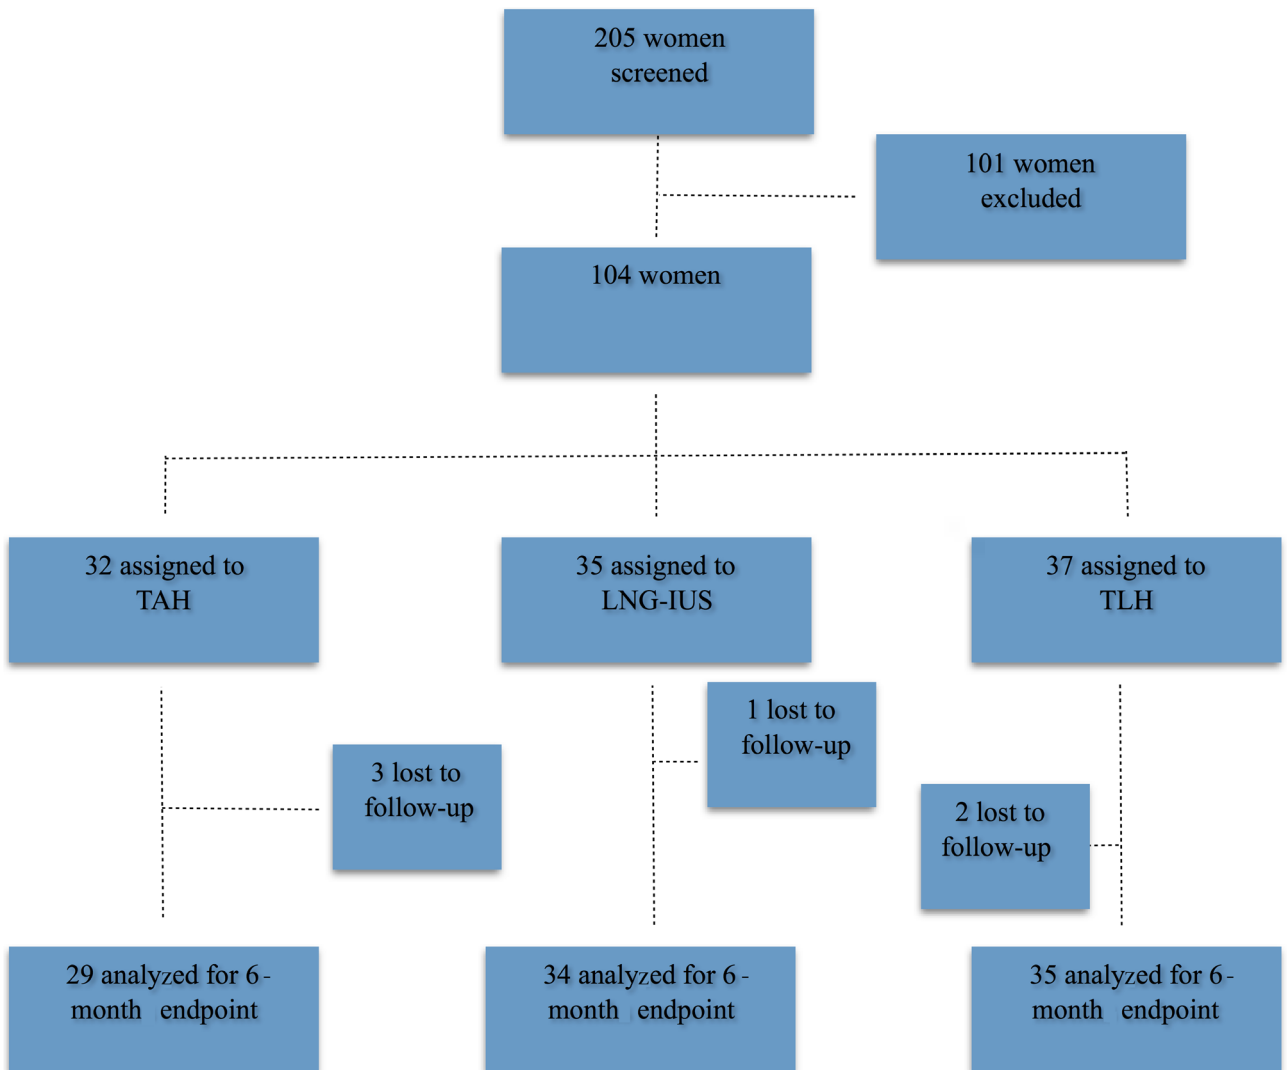 205 women
screened
101 women
excluded
104 women
32 assigned to
TAH
35 assigned to
LNG-IUS
37 assigned to
TLH
1 lost to
follow-up
3 lost to
follow-up
2 lost to
follow-up
29 analyzed for 6-
month endpoint
34 analyzed for 6-
month endpoint
35 analyzed for 6-
month endpoint